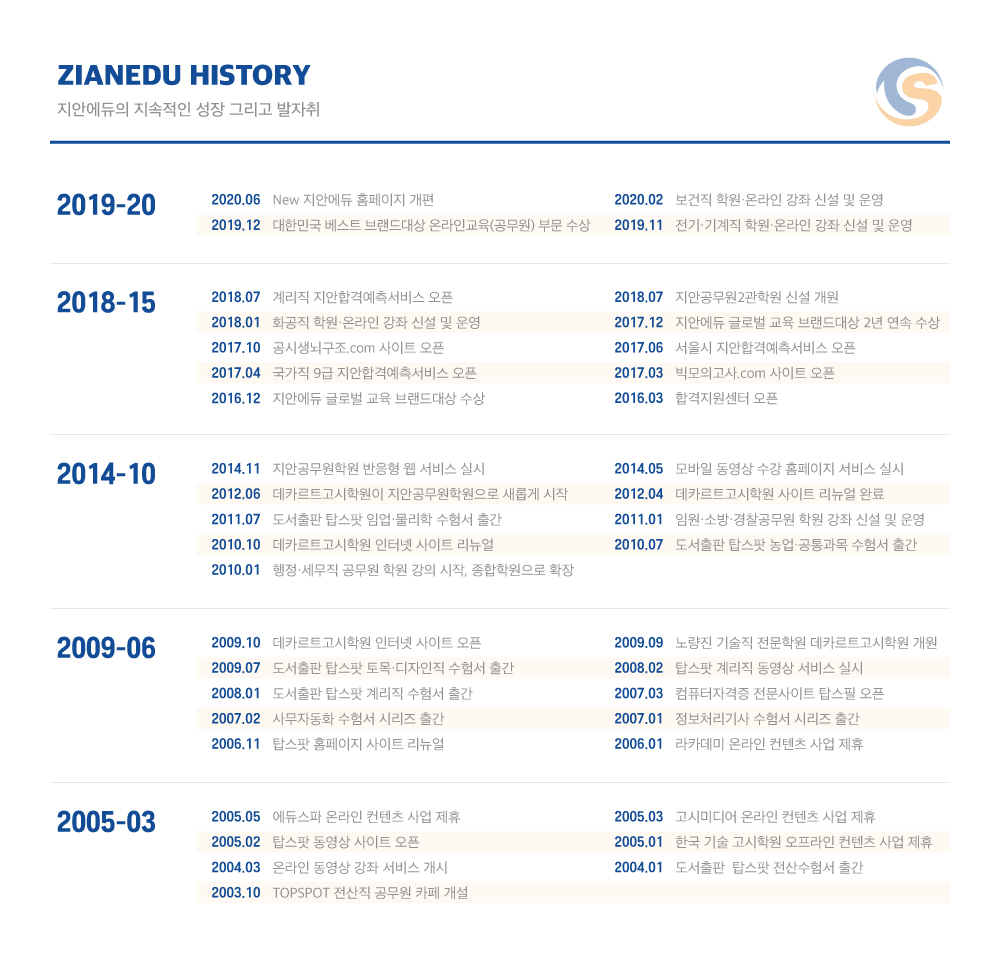 ZIANEDU HISTORY
지안에듀의 지속적인 성장 그리고 발자취
S
2019-20
2020.06 New 지안에듀 홈페이지 개편
2020.02 보건직 학원·온라인 강좌 신설 및 운영
2019.12 대한민국 베스트 브랜드대상 온라인교육(공무원) 부문 수상
2019.11 전기·기계직 학원·온라인 강좌 신설 및 운영
2018-15
2018.07 계리직 지안합격예측서비스 오픈
2018.07 지안공무원2관학원 신설 개원
2018.01 화공직 학원·온라인 강좌 신설 및 운영
2017.12 지안에듀 글로벌 교육 브랜드대상 2년 연속 수상
2017.10 공시생뇌구조.com 사이트 오픈
2017.06 서울시 지안합격예측서비스 오픈
2017.04 국가직 9급 지안합격예측서비스 오픈
2017.03 빅모의고사.com 사이트 오픈
2016.12 지안에듀 글로벌 교육 브랜드대상 수상
2016.03 합격지원센터 오픈
2014-10
2014.11 지안공무원학원 반응형 웹 서비스 실시
2014.05 모바일 동영상 수강 홈페이지 서비스 실시
2012.06 데카르트고시학원이 지안공무원학원으로 새롭게 시작
2012.04 데카르트고시학원 사이트 리뉴얼 완료
2011.07 도서출판 탑스팟 임업·물리학 수험서 출간
2011.01 임원·소방·경찰공무원 학원 강좌 신설 및 운영
2010.10 데카르트고시학원 인터넷 사이트 리뉴얼
2010.07 도서출판 탑스팟 농업·공통과목 수험서 출간
2010.01 행정·세무직 공무원 학원 강의 시작, 종합학원으로 확장
2009-06
2009.10 데카르트고시학원 인터넷 사이트 오픈
2009.09 노량진 기술직 전문학원 데카르트고시학원 개원
2009.07 도서출판 탑스팟 토목·디자인직 수험서 출간
2008.02 탑스팟 계리직 동영상 서비스 실시
2008.01 도서출판 탑스팟 계리직 수험서 출간
2007.03 컴퓨터자격증 전문사이트 탑스필 오픈
2007.02 사무자동화 수험서 시리즈 출간
2007.01 정보처리기사 수험서 시리즈 출간
2006.11 탑스팟 홈페이지 사이트 리뉴얼
2006.01 라카데미 온라인 컨텐츠 사업 제휴
2005-03
2005.05 에듀스파 온라인 컨텐츠 사업 제휴
2005.03 고시미디어 온라인 컨텐츠 사업 제휴
2005.02 탑스팟 동영상 사이트 오픈
2005.01 한국 기술 고시학원 오프라인 컨텐츠 사업 제휴
2004.03 온라인 동영상 강좌 서비스 개시
2004.01 도서출판 탑스팟 전산수험서 출간
2003.10 TOPSPOT 전산직 공무원 카페 개설